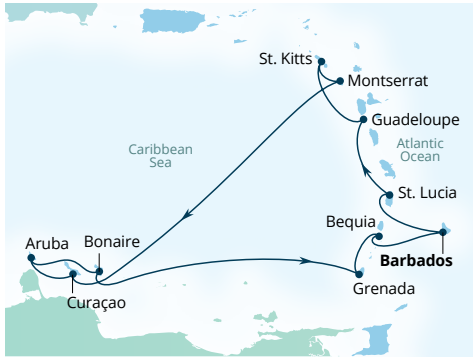 St. Kitts
Montserrat
Guadeloupe
Caribbean
Sea
Atlantic
Ocean
St. Lucia
Bequia
Aruba
Bonaire
Barbados
Grenada
Curaçao